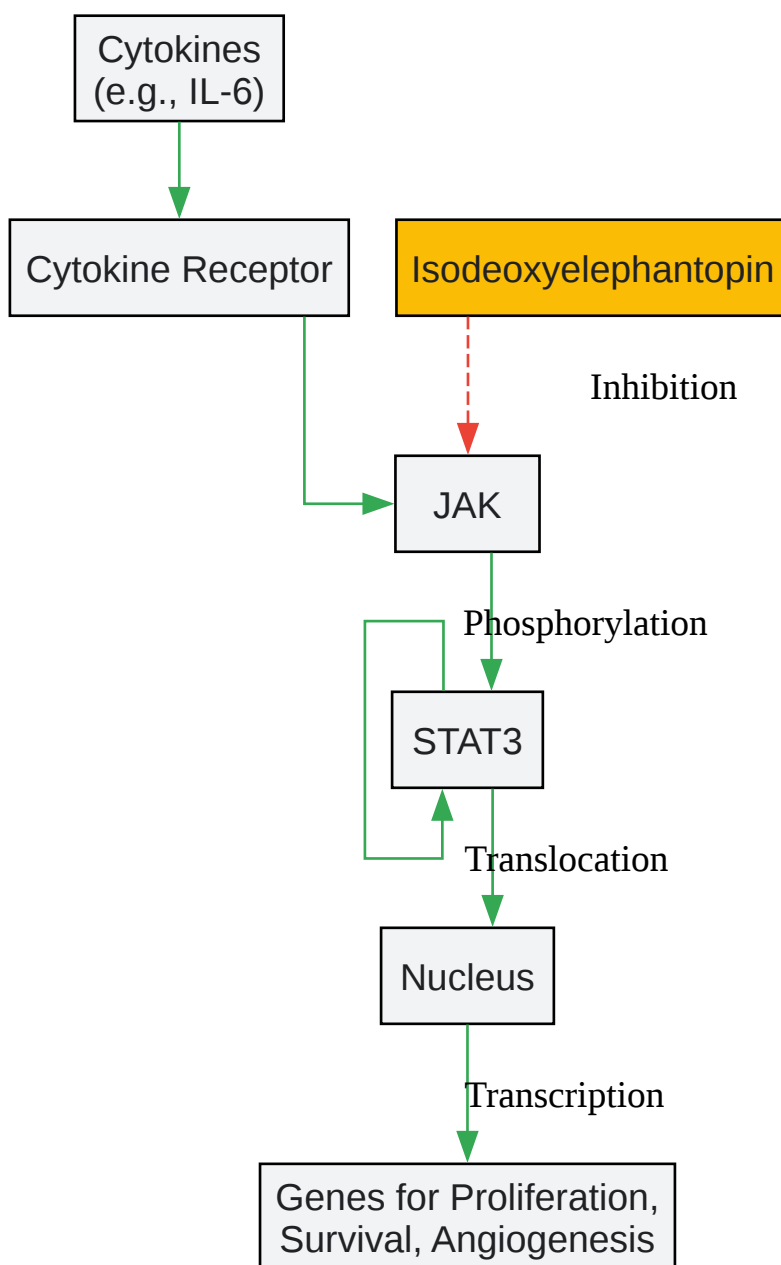 Cytokines
(e.g., IL-6)
Cytokine Receptor
Isodeoxyelephantopin
Inhibition
JAK
Phosphorylation
STAT3
Translocation
Nucleus
Transcription
Genes for Proliferation,
Survival, Angiogenesis